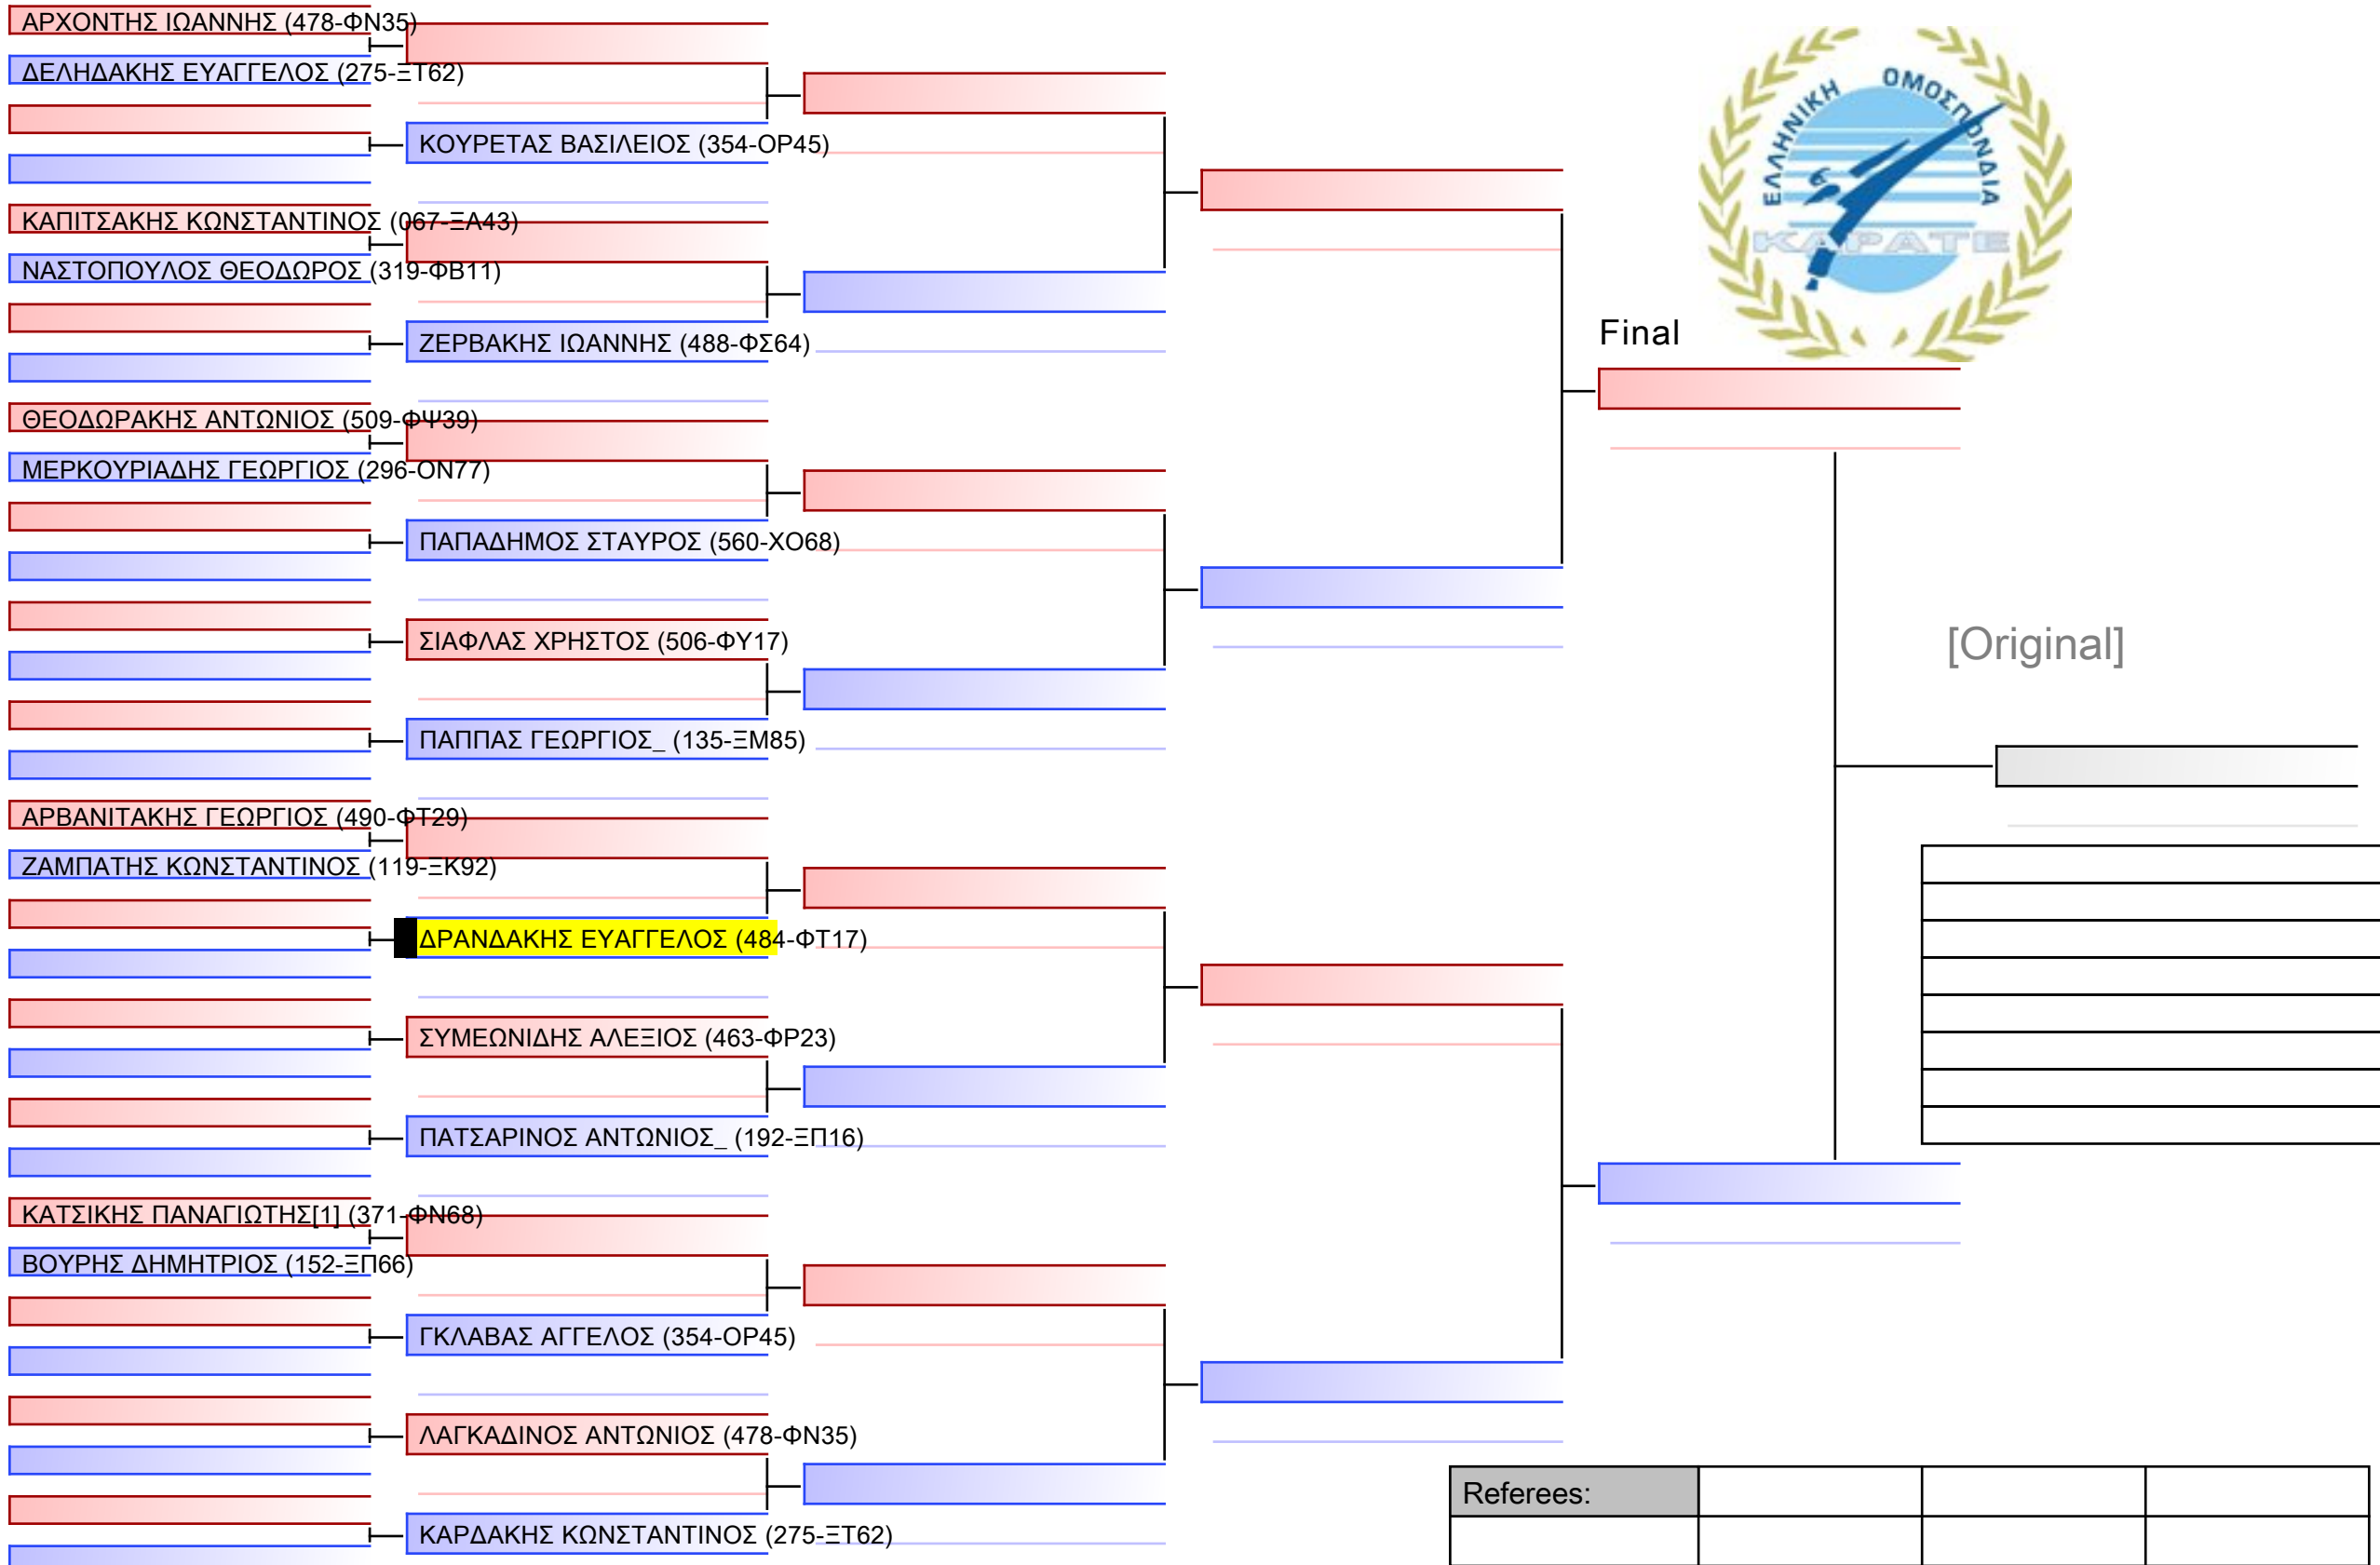 ΑΡΧΟΝΤΗΣ ΙΩΑΝΝΗΣ (478-ΦΝ35)
ΔΕΛΗΔΑΚΗΣ ΕΥΑΓΓΕΛΟΣ (275-ΞΤ62)
ΚΟΥΡΕΤΑΣ ΒΑΣΙΛΕΙΟΣ (354-ΟΡ45)
ΚΑΠΙΤΣΑΚΗΣ ΚΩΝΣΤΑΝΤΙΝΟΣ (067-ΞΑ43)
ΝΑΣΤΟΠΟΥΛΟΣ ΘΕΟΔΩΡΟΣ (319-ΦΒ11)
ΖΕΡΒΑΚΗΣ ΙΩΑΝΝΗΣ (488-ΦΣ64)
ΘΕΟΔΩΡΑΚΗΣ ΑΝΤΩΝΙΟΣ (509-ΦΨ39)
ΜΕΡΚΟΥΡΙΑΔΗΣ ΓΕΩΡΓΙΟΣ (296-ΟΝ77)
ΠΑΠΑΔΗΜΟΣ ΣΤΑΥΡΟΣ (560-ΧΟ68)
ΣΙΑΦΛΑΣ ΧΡΗΣΤΟΣ (506-ΦΥ17)
ΠΑΠΠΑΣ ΓΕΩΡΓΙΟΣ_ (135-ΞΜ85)
ΑΡΒΑΝΙΤΑΚΗΣ ΓΕΩΡΓΙΟΣ (490-ΦΤ29)
ΖΑΜΠΑΤΗΣ ΚΩΝΣΤΑΝΤΙΝΟΣ (119-ΞΚ92)
ΔΡΑΝΔΑΚΗΣ ΕΥΑΓΓΕΛΟΣ (484-ΦΤ17)
ΣΥΜΕΩΝΙΔΗΣ ΑΛΕΞΙΟΣ (463-ΦΡ23)
ΠΑΤΣΑΡΙΝΟΣ ΑΝΤΩΝΙΟΣ_ (192-ΞΠ16)
ΚΑΤΣΙΚΗΣ ΠΑΝΑΓΙΩΤΗΣ[1] (371-ΦΝ68)
ΒΟΥΡΗΣ ΔΗΜΗΤΡΙΟΣ (152-ΞΠ66)
ΓΚΛΑΒΑΣ ΑΓΓΕΛΟΣ (354-ΟΡ45)
ΛΑΓΚΑΔΙΝΟΣ ΑΝΤΩΝΙΟΣ (478-ΦΝ35)
ΚΑΡΔΑΚΗΣ ΚΩΝΣΤΑΝΤΙΝΟΣ (275-ΞΤ62)
ΕΛΛΗΝΙΚΗ ΟΜΟΣΠΟΝΔΙΑ
ΚΑΡΑΤΕ
Final
[Original]
Referees: